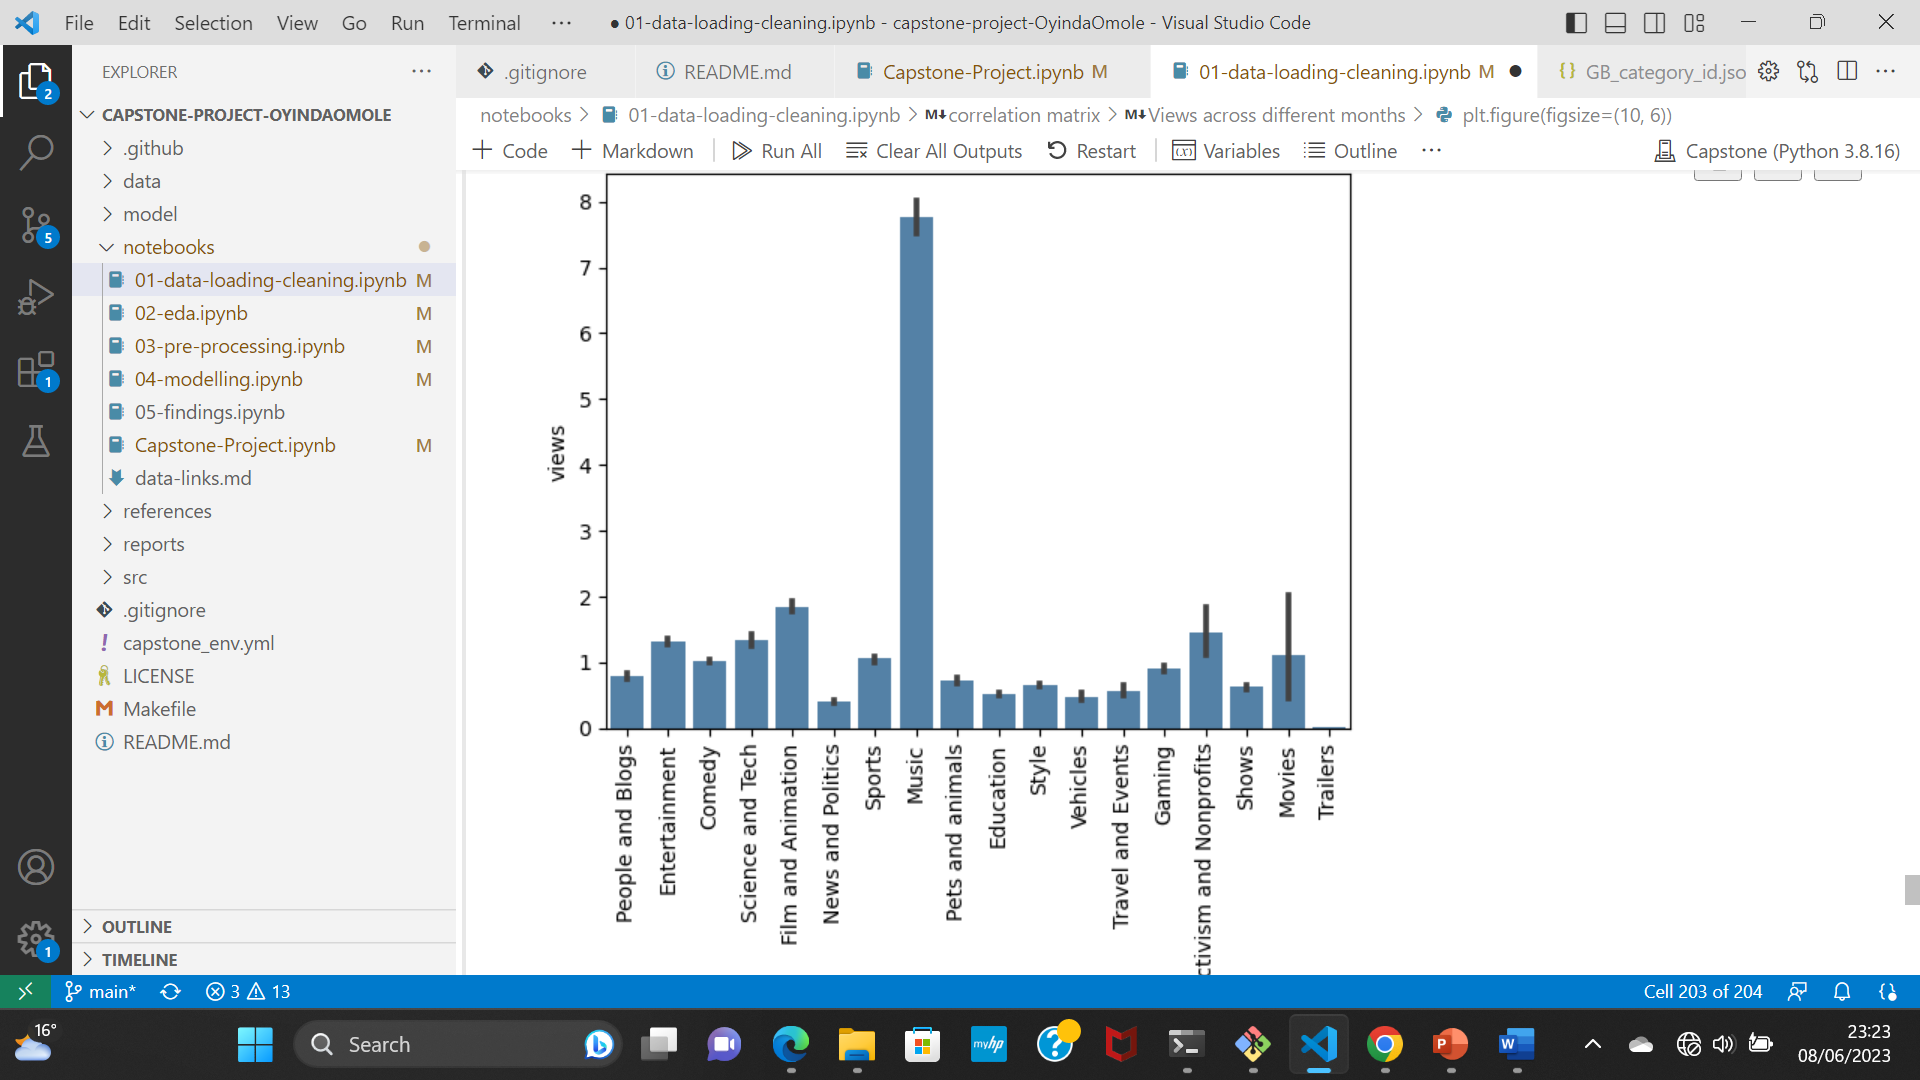 File Edit Selection View Go Run Terminal ··· ● 01-data-loading-cleaning.ipynb - capstone-project-OyindaOmole - Visual Studio Code
EXPLORER ···
.gitignore README.md Capstone-Project.ipynb M 01-data-loading-cleaning.ipynb M ● GB_category_id.jso ···
notebooks > 01-data-loading-cleaning.ipynb > M↓correlation matrix > M↓Views across different months > plt.figure(figsize=(10, 6))
+ Code + Markdown Run All Clear All Outputs Restart Variables Outline ··· Capstone (Python 3.8.16)
2
5
1
1
CAPSTONE-PROJECT-OYINDAOMOLE
.github
data
model
notebooks
01-data-loading-cleaning.ipynb M
02-eda.ipynb M
03-pre-processing.ipynb M
04-modelling.ipynb M
05-findings.ipynb
Capstone-Project.ipynb M
data-links.md
references
reports
src
.gitignore
! capstone_env.yml
LICENSE
M Makefile
README.md
OUTLINE
TIMELINE
8
7
6
5
4
3
2
1
0
views
People and Blogs
Entertainment
Comedy
Science and Tech
Film and Animation
News and Politics
Sports
Music
Pets and animals
Education
Style
Vehicles
Travel and Events
Gaming
ctivism and Nonprofits
Shows
Movies
Trailers
main* 3 13 Cell 203 of 204
16° Search myhp ? P W 23:23
08/06/2023